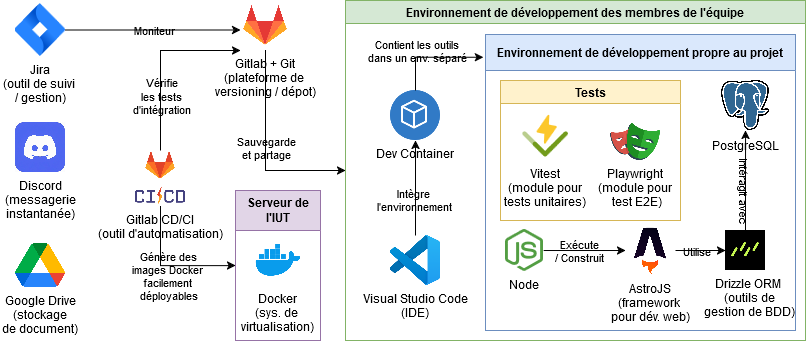 Environnement de développement des membres de l'équipe
Moniteur
Jira
(outil de suivi
/ gestion)
Gitlab + Git
(plateforme de
versioning / dépot)
Vérifie
les tests
d'intégration
Contient les outils
dans un env. séparé
Environnement de développement propre au projet
Tests
Vitest
(module pour
tests unitaires)
Playwright
(module pour
test E2E)
PostgreSQL
Discord
(messagerie
instantanée)
Sauvegarde
et partage
Dev Container
CI CD
Gitlab CD/CI
(outil d'automatisation)
Serveur de
l'IUT
Intègre
l'environnement
Intéragit avec
Génère des
images Docker
facilement
déployables
Google Drive
(stockage
de document)
Docker
(sys. de
virtualisation)
Visual Studio Code
(IDE)
JS
Node
Exécute
/ Construit
AstroJS
(framework
pour dév. web)
Utilise
Drizzle ORM
(outils de
gestion de BDD)